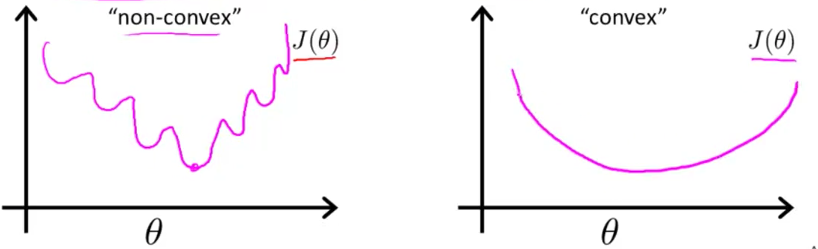 “non-convex”
J(θ)
θ
“convex”
J(θ)
θ